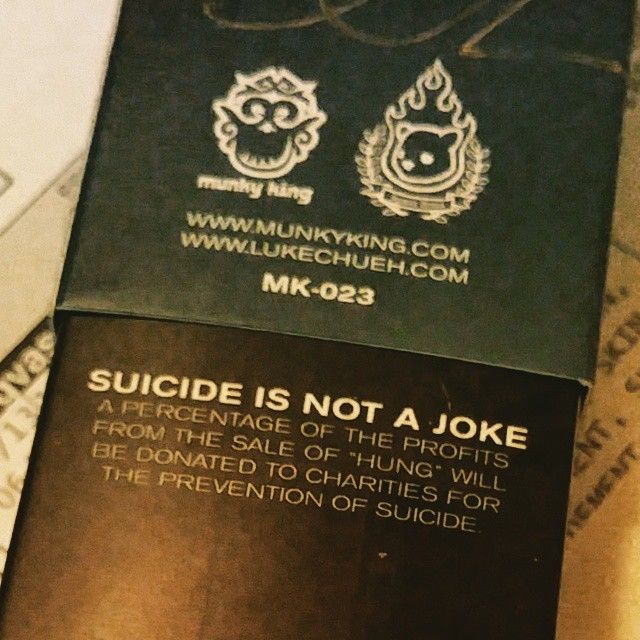 munky king
WWW.MUNKYKING.COM
WWW.LUKECHUEH.COM
MK-023
SUICIDE IS NOT A JOKE
A PERCENTAGE OF THE PROFITS
FROM THE SALE OF "HUNG" WILL
BE DONATED TO CHARITIES FOR
THE PREVENTION OF SUICIDE.